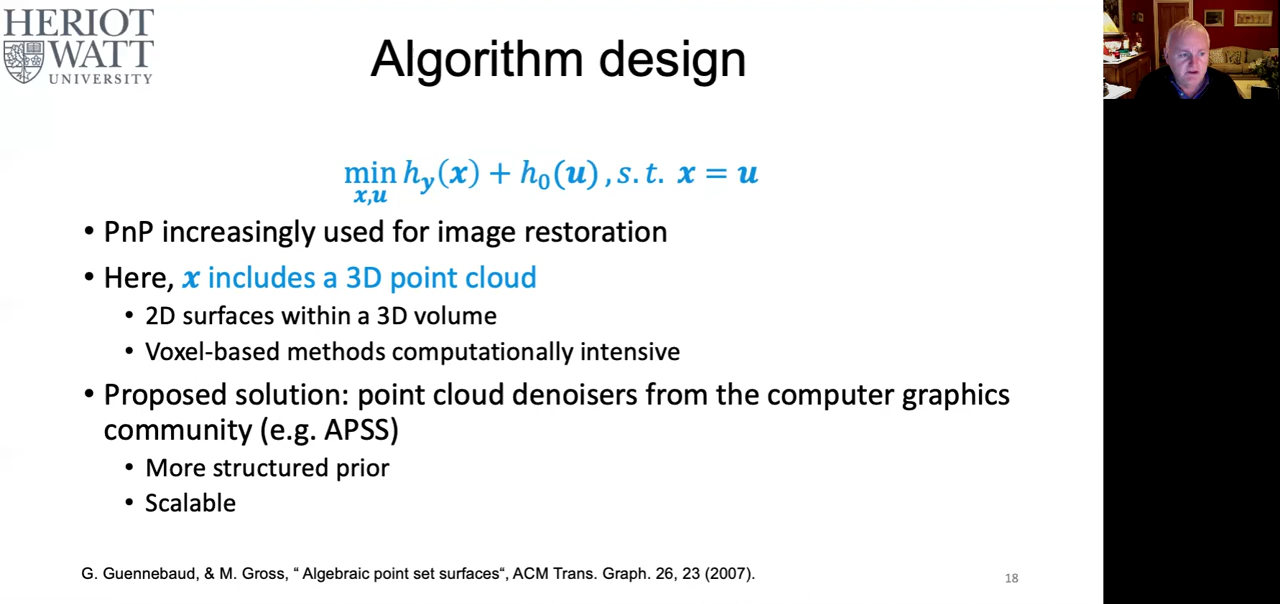 HERIOT
WATT
UNIVERSITY
Algorithm design
min h_y(x) + h_0(u), s.t. x = u
x,u
• PnP increasingly used for image restoration
• Here, x includes a 3D point cloud
• 2D surfaces within a 3D volume
• Voxel-based methods computationally intensive
• Proposed solution: point cloud denoisers from the computer graphics
community (e.g. APSS)
• More structured prior
• Scalable
G. Guennebaud, & M. Gross, “ Algebraic point set surfaces“, ACM Trans. Graph. 26, 23 (2007).
18